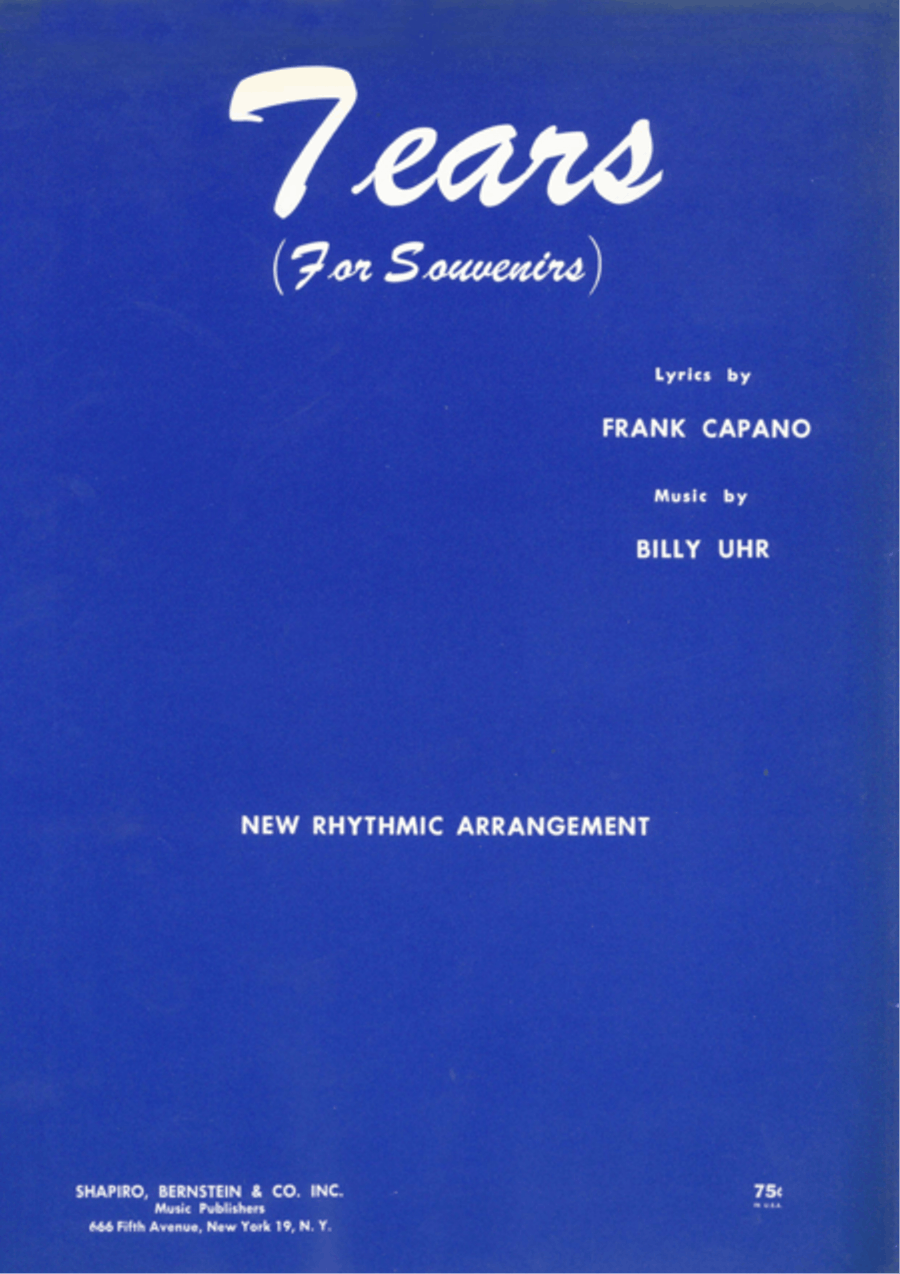 Tears
(For Souvenirs)
Lyrics by
FRANK CAPANO
Music by
BILLY UHR
NEW RHYTHMIC ARRANGEMENT
SHAPIRO, BERNSTEIN & CO. INC.
Music Publishers
666 Fifth Avenue, New York 19, N. Y.
75¢
IN U.S.A.